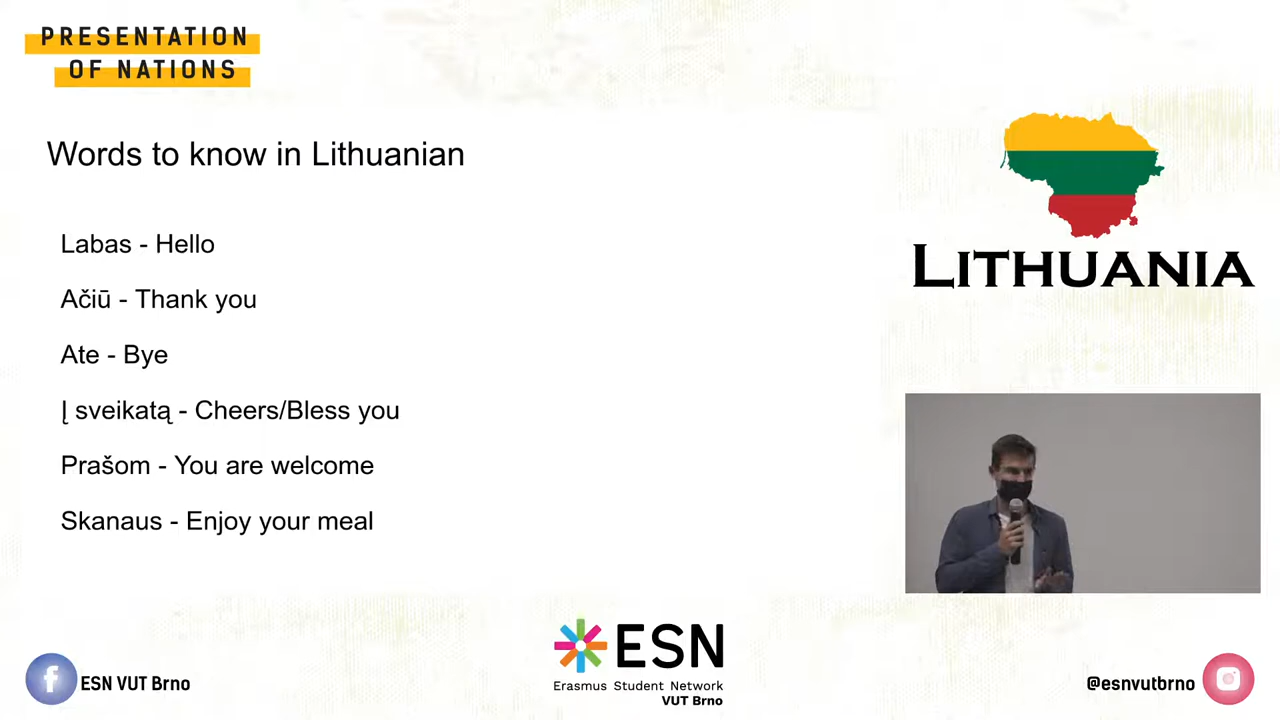 PRESENTATION
OF NATIONS
Words to know in Lithuanian
Labas - Hello
Ačiū - Thank you
Ate - Bye
Į sveikatą - Cheers/Bless you
Prašom - You are welcome
Skanaus - Enjoy your meal
LITHUANIA
ESN
Erasmus Student Network
VUT Brno
f ESN VUT Brno
@esnvutbrno